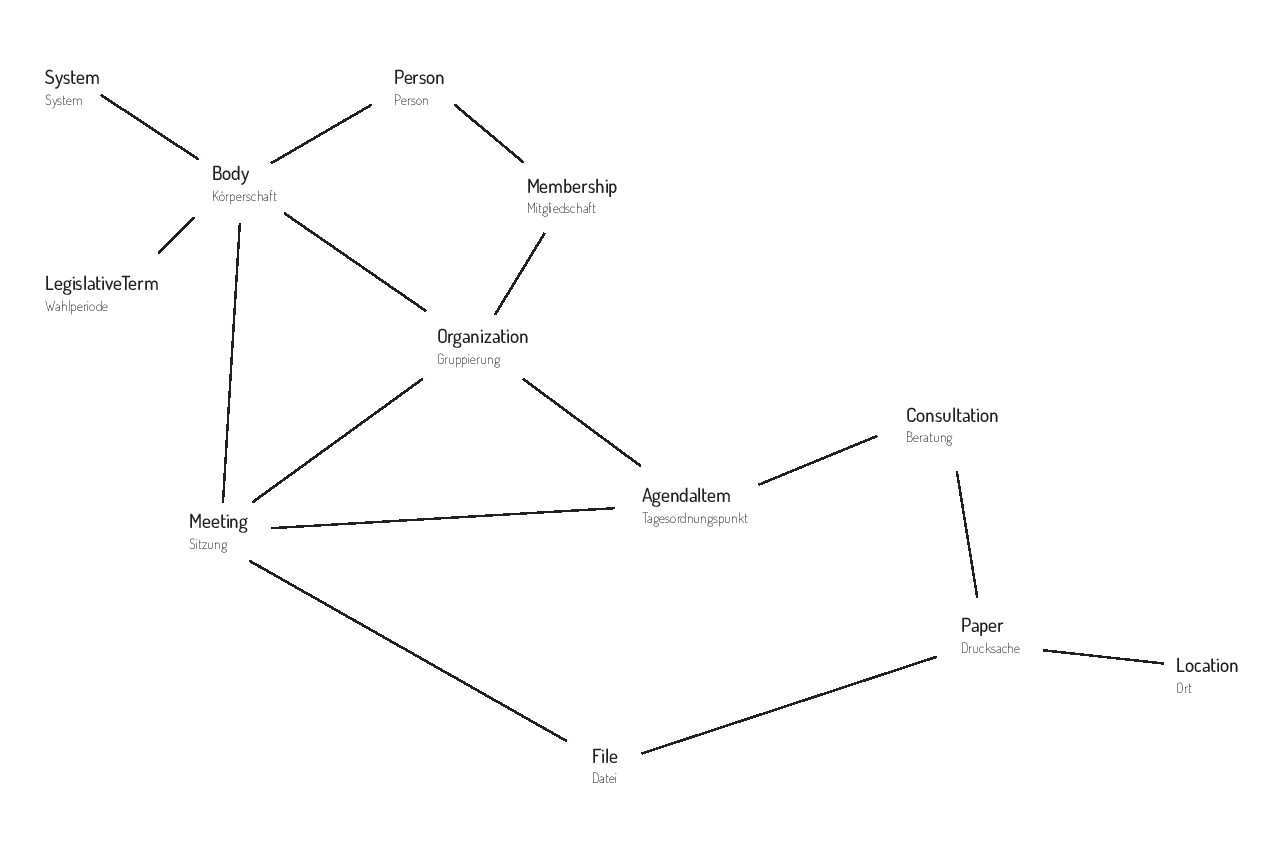 System
System
Person
Person
Body
Körperschaft
Membership
Mitgliedschaft
LegislativeTerm
Wahlperiode
Organization
Gruppierung
Consultation
Beratung
AgendaItem
Tagesordnungspunkt
Meeting
Sitzung
Paper
Drucksache
Location
Ort
File
Datei